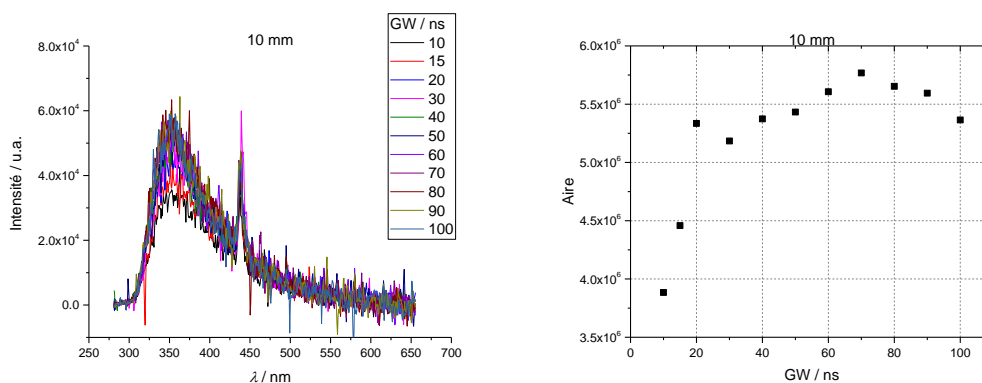 10 mm
GW / ns
10
15
20
30
40
50
60
70
80
90
100
8.0x10⁴
6.0x10⁴
4.0x10⁴
2.0x10⁴
0.0
Intensité / u.a.
250 300 350 400 450 500 550 600 650 700
λ / nm
10 mm
6.0x10⁶
5.5x10⁶
5.0x10⁶
4.5x10⁶
4.0x10⁶
3.5x10⁶
Aire
0 20 40 60 80 100
GW / ns